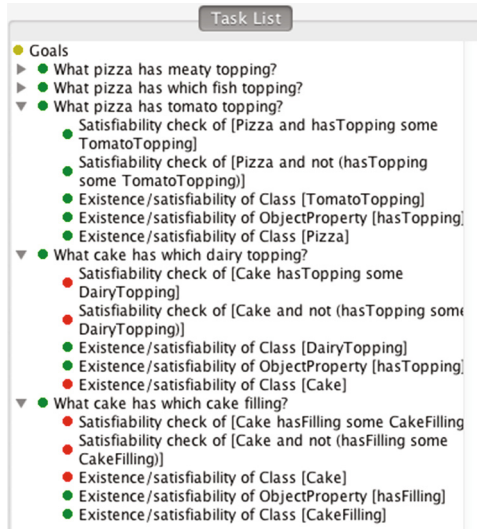 Task List
Goals
What pizza has meaty topping?
What pizza has which fish topping?
What pizza has tomato topping?
Satisfiability check of [Pizza and hasTopping some
TomatoTopping]
Satisfiability check of [Pizza and not (hasTopping
some TomatoTopping)]
Existence/satisfiability of Class [TomatoTopping]
Existence/satisfiability of ObjectProperty [hasTopping]
Existence/satisfiability of Class [Pizza]
What cake has which dairy topping?
Satisfiability check of [Cake hasTopping some
DairyTopping]
Satisfiability check of [Cake and not (hasTopping some
DairyTopping)]
Existence/satisfiability of Class [DairyTopping]
Existence/satisfiability of ObjectProperty [hasTopping]
Existence/satisfiability of Class [Cake]
What cake has which cake filling?
Satisfiability check of [Cake hasFilling some CakeFilling
Satisfiability check of [Cake and not (hasFilling some
CakeFilling)]
Existence/satisfiability of Class [Cake]
Existence/satisfiability of ObjectProperty [hasFilling]
Existence/satisfiability of Class [CakeFilling]